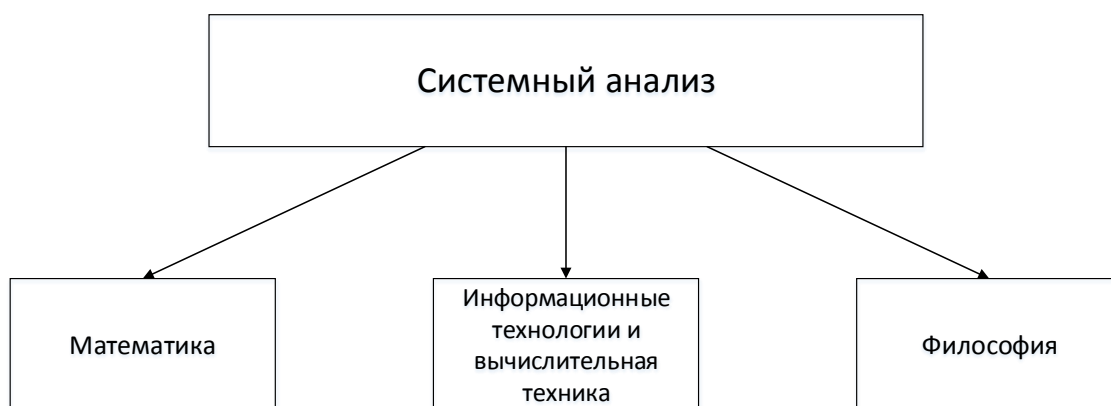 Системный анализ
Математика
Информационные
технологии и
вычислительная
техника
Философия